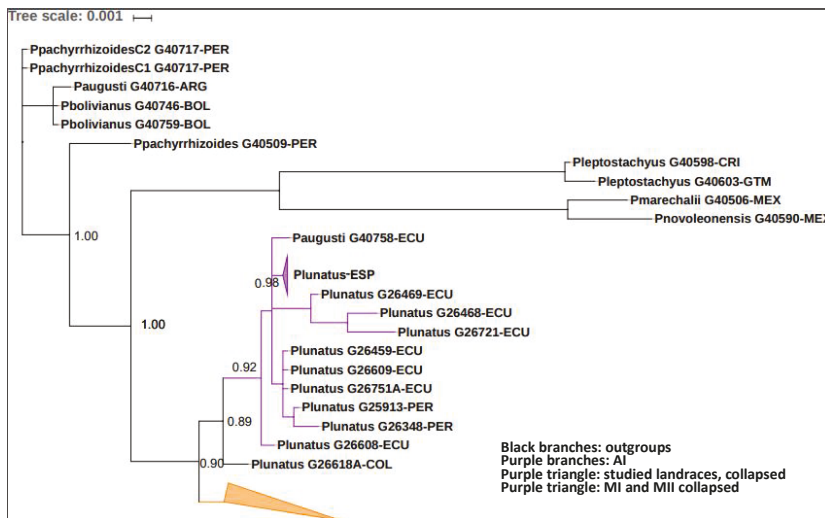 Tree scale: 0.001
PpachyrrhizoidesC2 G40717-PER
PpachyrrhizoidesC1 G40717-PER
Paugusti G40716-ARG
Pbolivianus G40746-BOL
Pbolivianus G40759-BOL
Ppachyrrhizoides G40509-PER
Pleptostachyus G40598-CRI
Pleptostachyus G40603-GTM
Pmarechalii G40506-MEX
Pnovoleonensis G40590-MEX
1.00
Paugusti G40758-ECU
Plunatus-ESP
0.98
Plunatus G26469-ECU
Plunatus G26468-ECU
1.00
Plunatus G26721-ECU
Plunatus G26459-ECU
0.92
Plunatus G26609-ECU
Plunatus G26751A-ECU
Plunatus G25913-PER
0.89
Plunatus G26348-PER
Plunatus G26608-ECU
0.90
Plunatus G26618A-COL
Black branches: outgroups
Purple branches: AI
Purple triangle: studied landraces, collapsed
Purple triangle: MI and MII collapsed